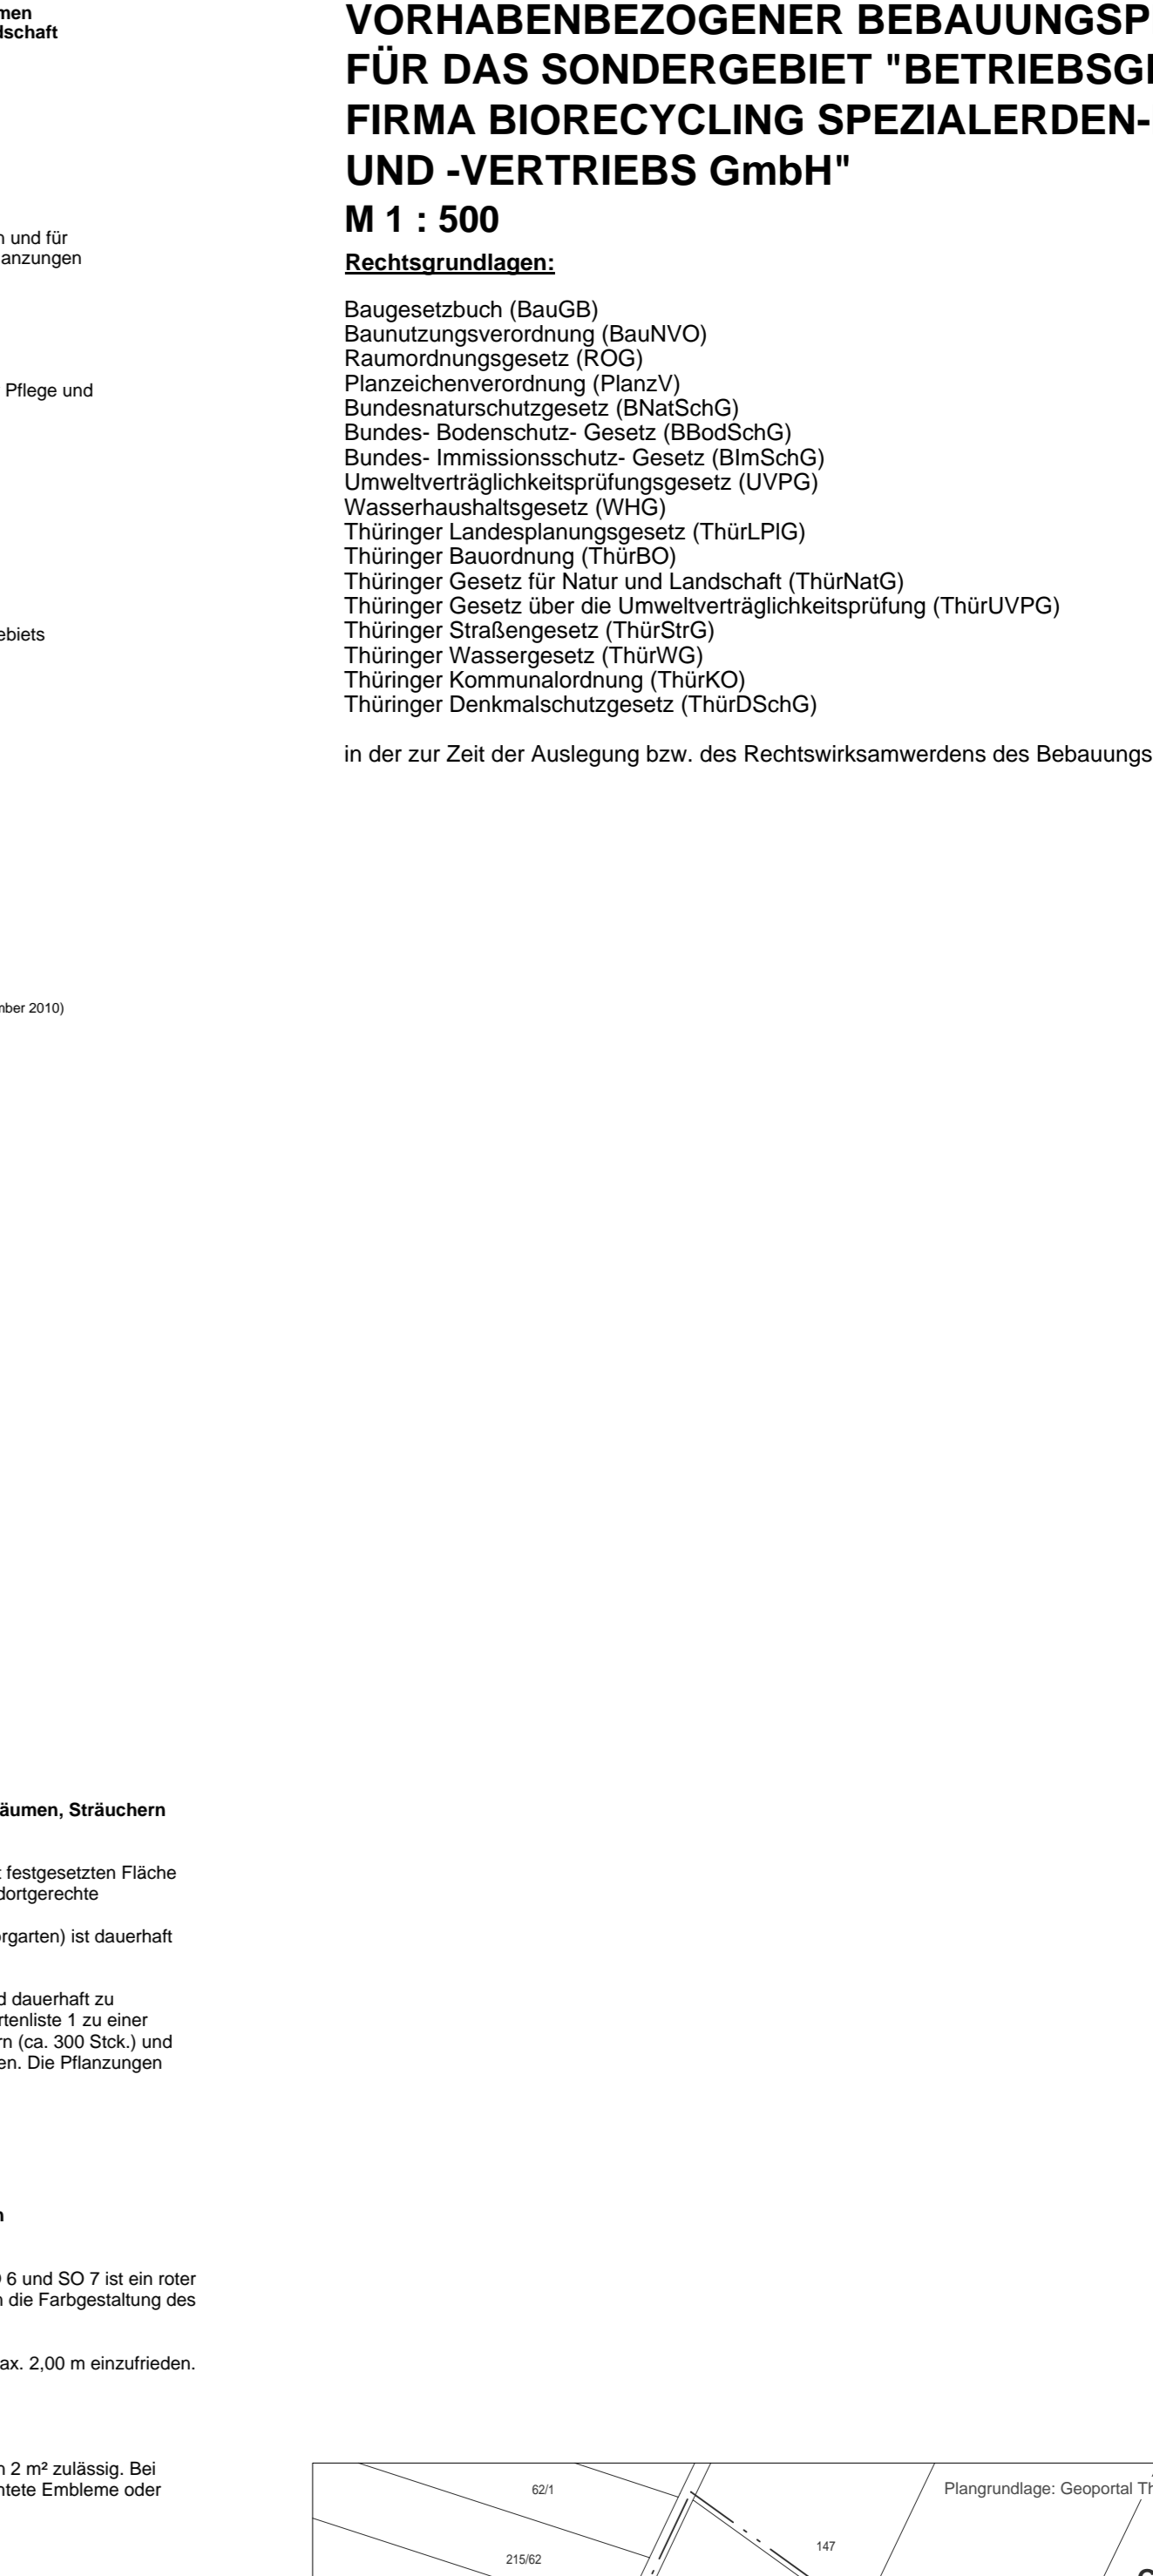 men
dschaft
n und für
anzungen
Pflege und
ebiets
nber 2010)
äumen, Sträuchern
t festgesetzten Fläche
dortgerechte
rgarten) ist dauerhaft
d dauerhaft zu
rtenliste 1 zu einer
rn (ca. 300 Stck.) und
en. Die Pflanzungen
n
6 und SO 7 ist ein roter
n die Farbgestaltung des
ax. 2,00 m einzufrieden.
n 2 m² zulässig. Bei
ntete Embleme oder
VORHABENBEZOGENER BEBAUUNGSP
FÜR DAS SONDERGEBIET "BETRIEBSGE
FIRMA BIORECYCLING SPEZIALERDEN-
UND -VERTRIEBS GmbH"
M 1 : 500
Rechtsgrundlagen:
Baugesetzbuch (BauGB)
Baunutzungsverordnung (BauNVO)
Raumordnungsgesetz (ROG)
Planzeichenverordnung (PlanzV)
Bundesnaturschutzgesetz (BNatSchG)
Bundes- Bodenschutz- Gesetz (BBodSchG)
Bundes- Immissionsschutz- Gesetz (BImSchG)
Umweltverträglichkeitsprüfungsgesetz (UVPG)
Wasserhaushaltsgesetz (WHG)
Thüringer Landesplanungsgesetz (ThürLPlG)
Thüringer Bauordnung (ThürBO)
Thüringer Gesetz für Natur und Landschaft (ThürNatG)
Thüringer Gesetz über die Umweltverträglichkeitsprüfung (ThürUVPG)
Thüringer Straßengesetz (ThürStrG)
Thüringer Wassergesetz (ThürWG)
Thüringer Kommunalordnung (ThürKO)
Thüringer Denkmalschutzgesetz (ThürDSchG)
in der zur Zeit der Auslegung bzw. des Rechtswirksamwerdens des Bebauungs
62/1
Plangrundlage: Geoportal Th
147
215/62